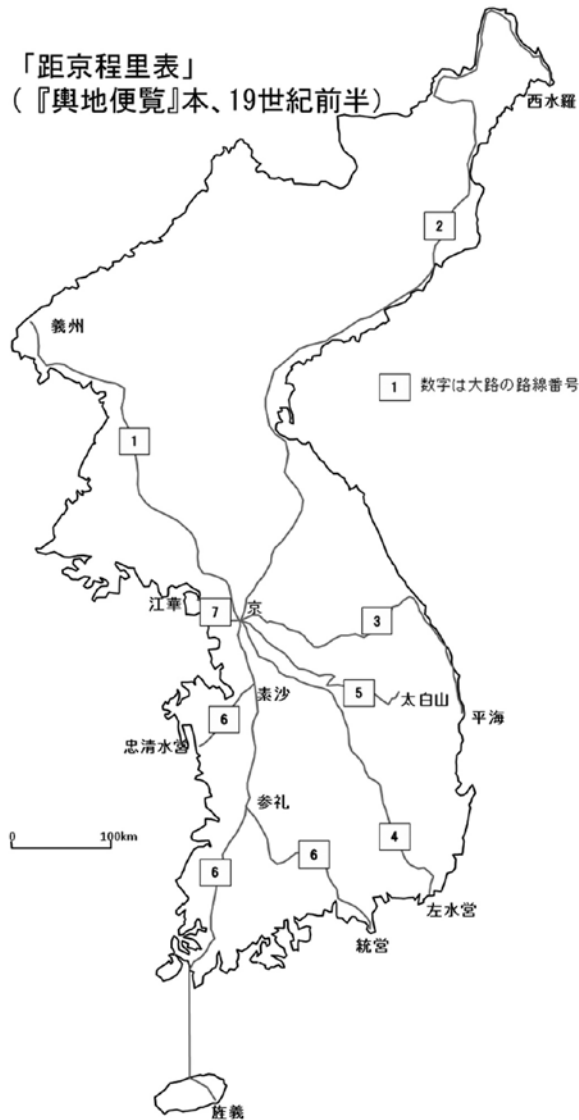 「距京程里表」
(『輿地便覧』本、19世紀前半)
西水羅
2
義州
1 数字は大路の路線番号
1
江華
7
京
3
素沙
5
太白山
6
平海
忠清水営
参礼
0 100km
4
6
6
左水営
統営
旌義